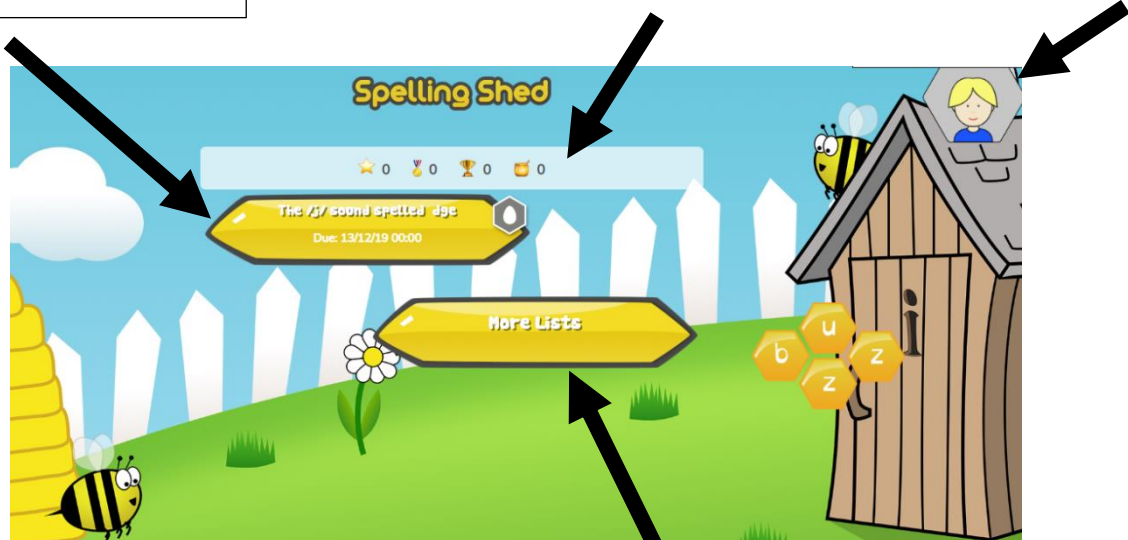 Spelling Shed
0 0 0 0
The /j/ sound spelled dge
Due: 13/12/19 00:00
More Lists
u
b z
z